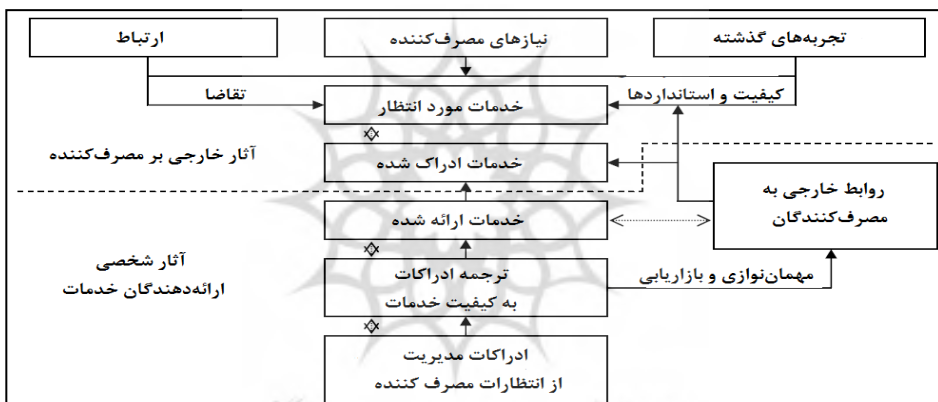 تجربه‌های گذشته
نیازهای مصرف‌کننده
ارتباط
کیفیت و استانداردها
تقاضا
خدمات مورد انتظار
خدمات ادراک شده
آثار خارجی بر مصرف‌کننده
روابط خارجی به
مصرف‌کنندگان
خدمات ارائه شده
آثار شخصی
ارائه‌دهندگان خدمات
مهمان‌نوازی و بازاریابی
ترجمه ادراکات
به کیفیت خدمات
ادراکات مدیریت
از انتظارات مصرف کننده